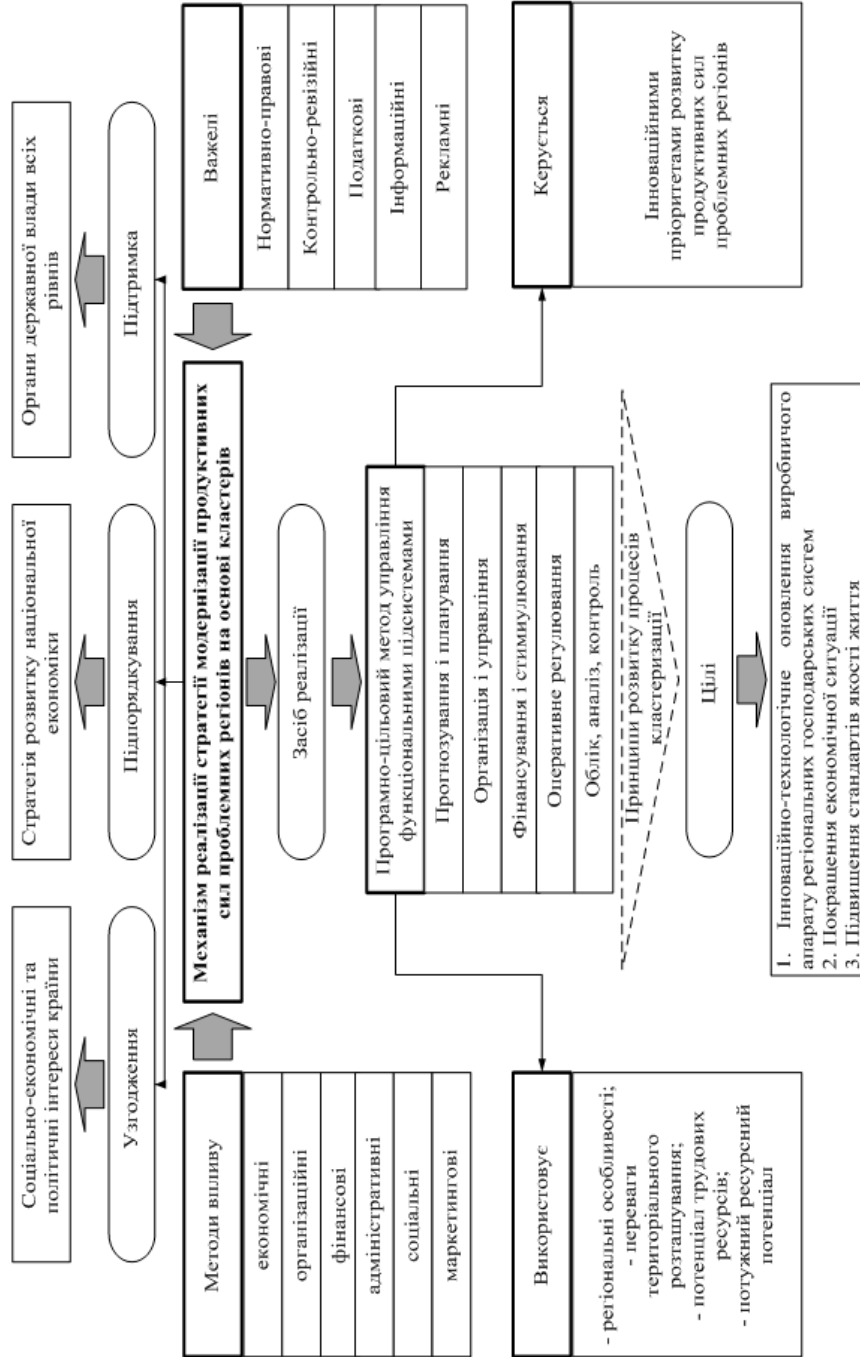 Соціально-економічні та
політичні інтереси країни
Стратегія розвитку національної
економіки
Органи державної влади всіх
рівнів
Узгодження
Підпорядкування
Підтримка
Методи впливу
економічні
організаційні
фінансові
адміністративні
соціальні
маркетингові
Механізм реалізації стратегії модернізації продуктивних
сил проблемних регіонів на основі кластерів
Важелі
Нормативно-правові
Контрольно-ревізійні
Податкові
Інформаційні
Рекламні
Засіб реалізації
Програмно-цільовий метод управління
функціональними підсистемами
Прогнозування і планування
Організація і управління
Фінансування і стимулювання
Оперативне регулювання
Облік, аналіз, контроль
Використовує
- регіональні особливості;
- переваги
територіального
розташування;
- потенціал трудових
ресурсів;
- потужний ресурсний
потенціал
Керується
Інноваційними
пріоритетами розвитку
продуктивних сил
проблемних регіонів
Принципи розвитку процесів
кластеризації
Цілі
1. Інноваційно-технологічне оновлення виробничого
апарату регіональних господарських систем
2. Покращення економічної ситуації
3. Підвищення стандартів якості життя